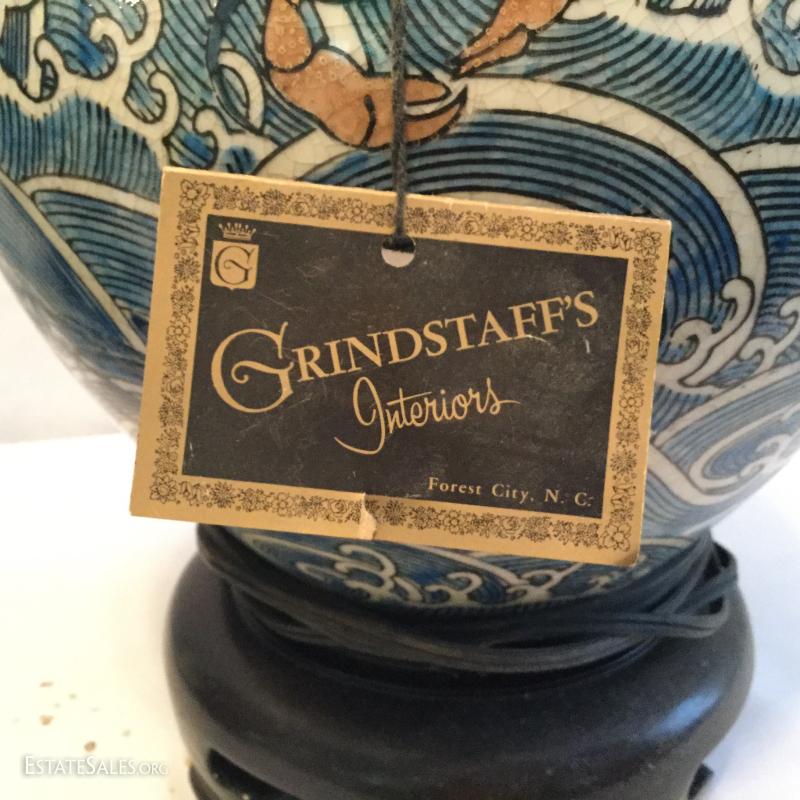 G
GRINDSTAFF'S
Interiors
Forest City, N. C.
ESTATESALES.ORG